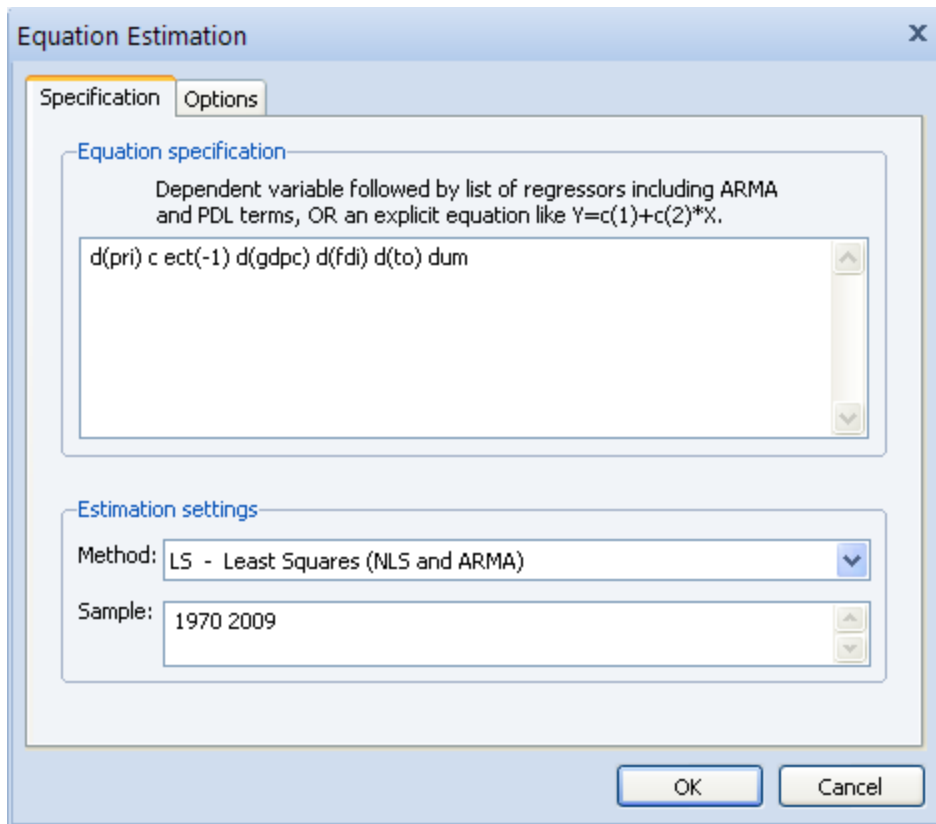 Equation Estimation
Specification
Options
Equation specification
Dependent variable followed by list of regressors including ARMA
and PDL terms, OR an explicit equation like Y=c(1)+c(2)*X.
d(pri) c ect(-1) d(gdpc) d(fdi) d(to) dum
Estimation settings
Method: LS - Least Squares (NLS and ARMA)
Sample: 1970 2009
OK Cancel